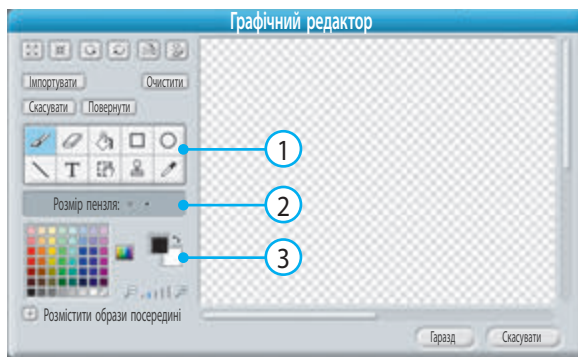 Графічний редактор
Імпортувати Очистити
Скасувати Повернути
T
1
Розмір пензля:
2
3
Розмістити образи посередині
Гаразд Скасувати